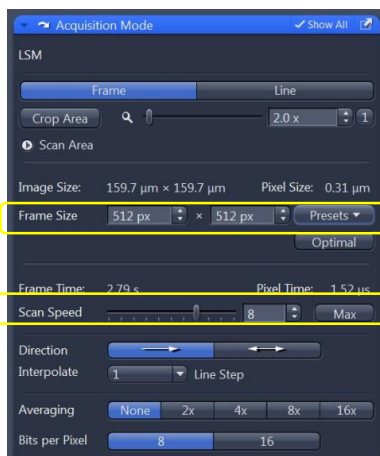 Acquisition Mode Show All
LSM
Frame Line
Crop Area 2.0 x 1
Scan Area
Image Size: 159.7 µm × 159.7 µm Pixel Size: 0.31 µm
Frame Size 512 px × 512 px Presets
Optimal
Frame Time: 2.79 s Pixel Time: 1.52 µs
Scan Speed 8 Max
Direction
Interpolate 1 Line Step
Averaging None 2x 4x 8x 16x
Bits per Pixel 8 16